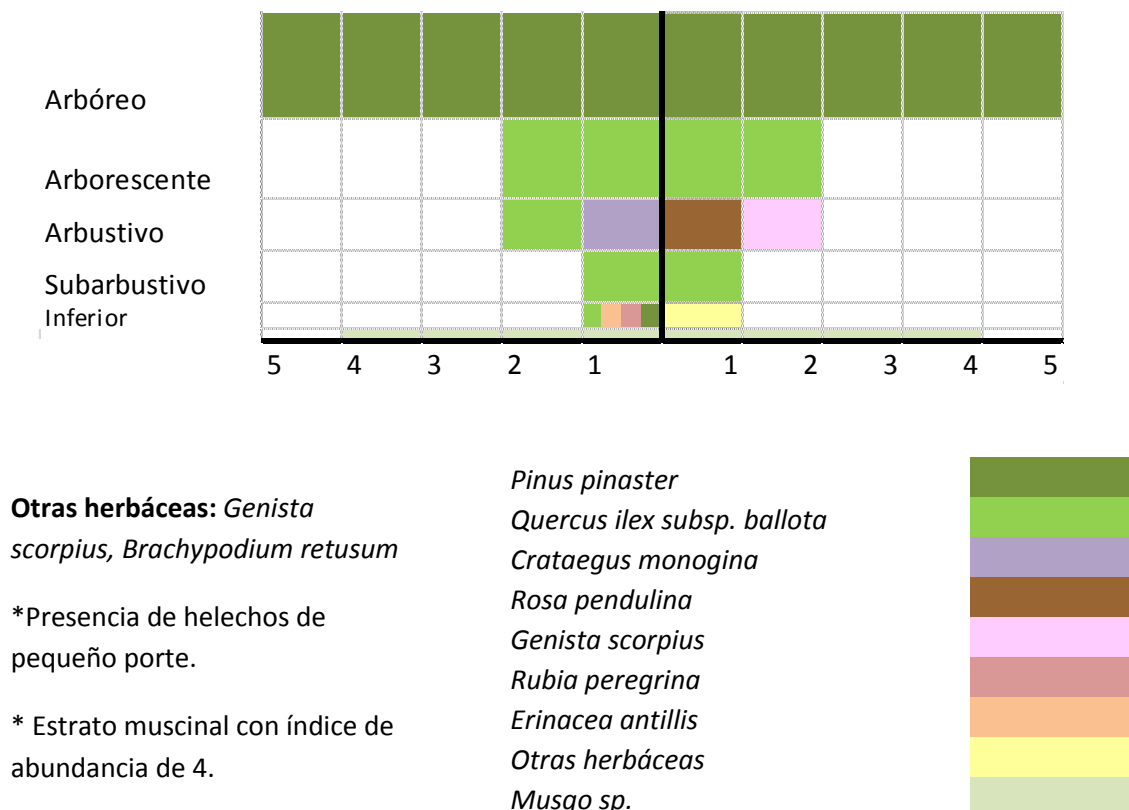 Arbóreo
Arborescente
Arbustivo
Subarbustivo
Inferior
5 4 3 2 1 1 2 3 4 5
Otras herbáceas: Genista
scorpius, Brachypodium retusum
*Presencia de helechos de
pequeño porte.
* Estrato muscinal con índice de
abundancia de 4.
Pinus pinaster
Quercus ilex subsp. ballota
Crataegus monogina
Rosa pendulina
Genista scorpius
Rubia peregrina
Erinacea antillis
Otras herbáceas
Musgo sp.